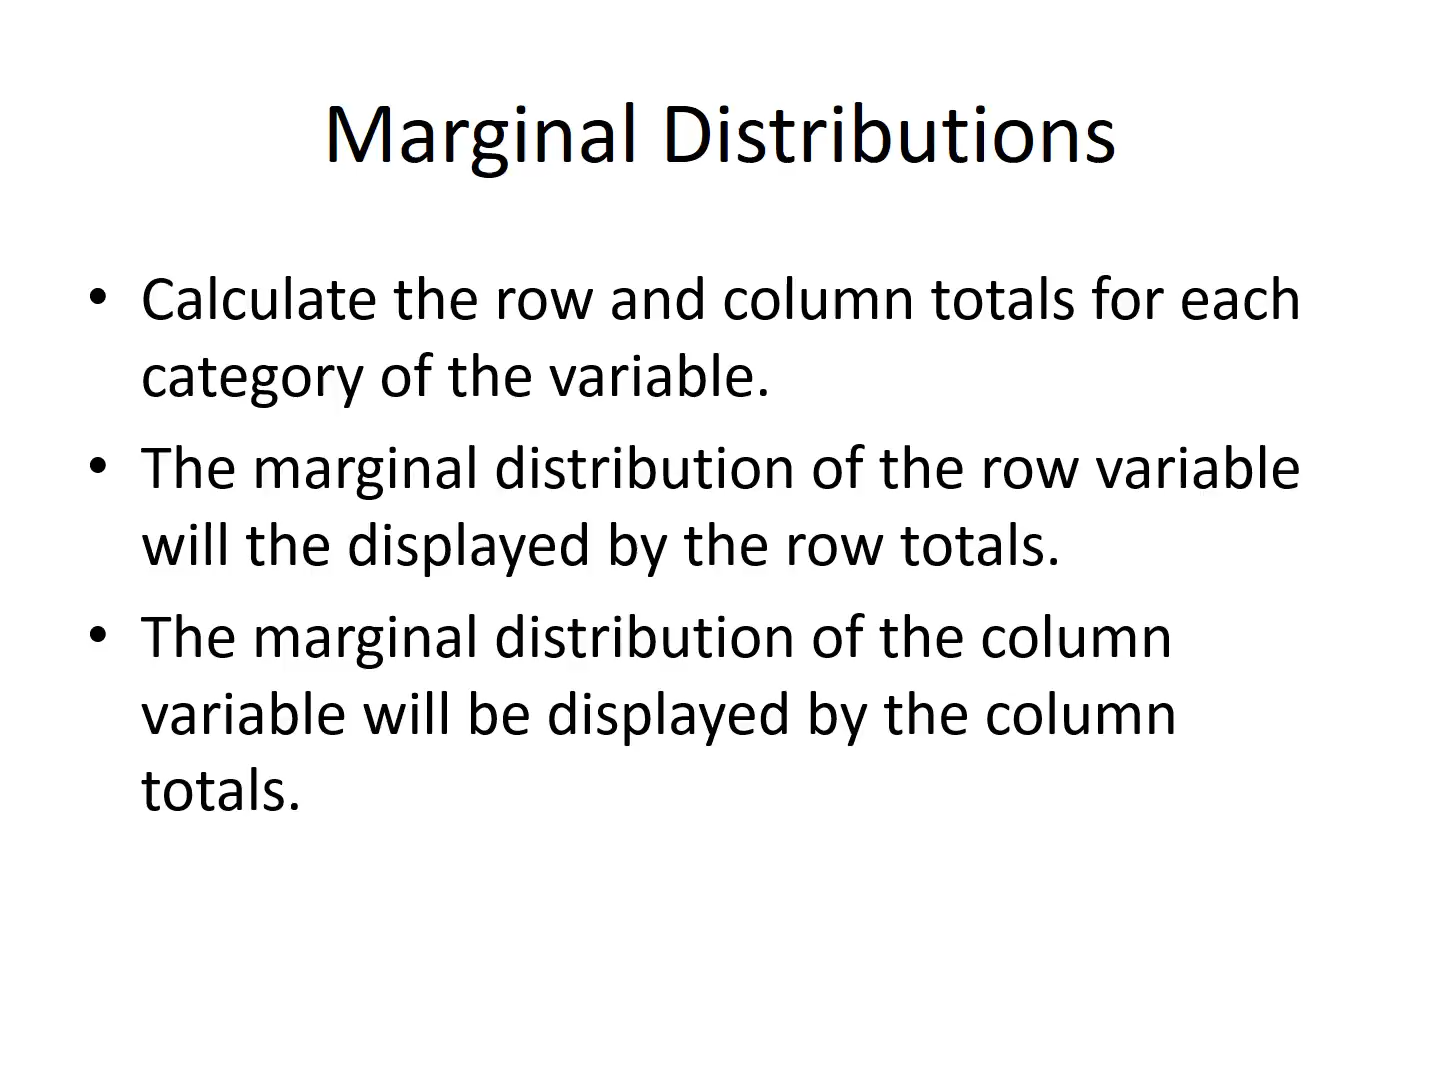 Marginal Distributions
• Calculate the row and column totals for each
category of the variable.
• The marginal distribution of the row variable
will the displayed by the row totals.
• The marginal distribution of the column
variable will be displayed by the column
totals.